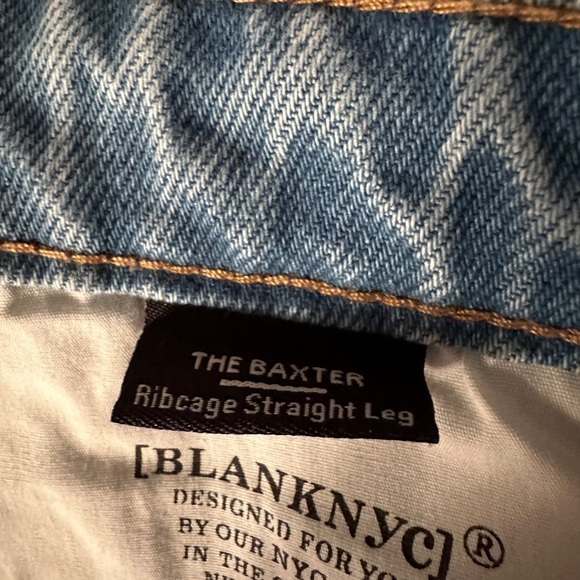 THE BAXTER
Ribcage Straight Leg
[BLANKNYC]®
DESIGNED FOR
BY OUR NYC
IN THE